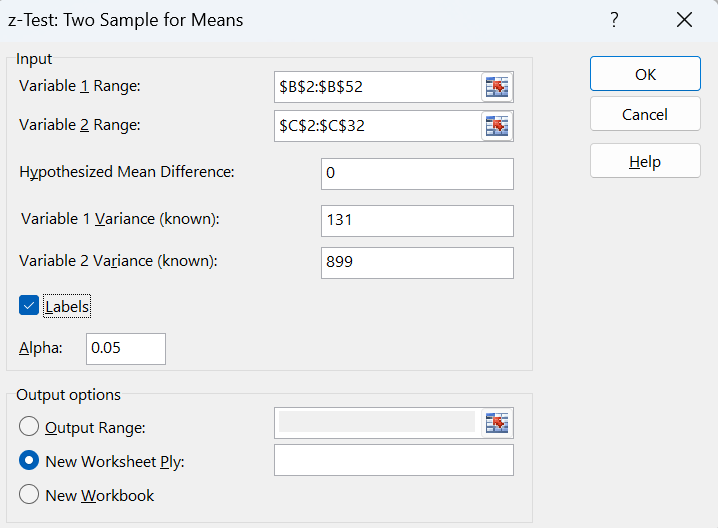 z-Test: Two Sample for Means
?
Input
Variable 1 Range:
$B$2:$B$52
OK
Variable 2 Range:
$C$2:$C$32
Cancel
Hypothesized Mean Difference:
0
Help
Variable 1 Variance (known):
131
Variable 2 Variance (known):
899
Labels
Alpha:
0.05
Output options
Output Range:
New Worksheet Ply:
New Workbook